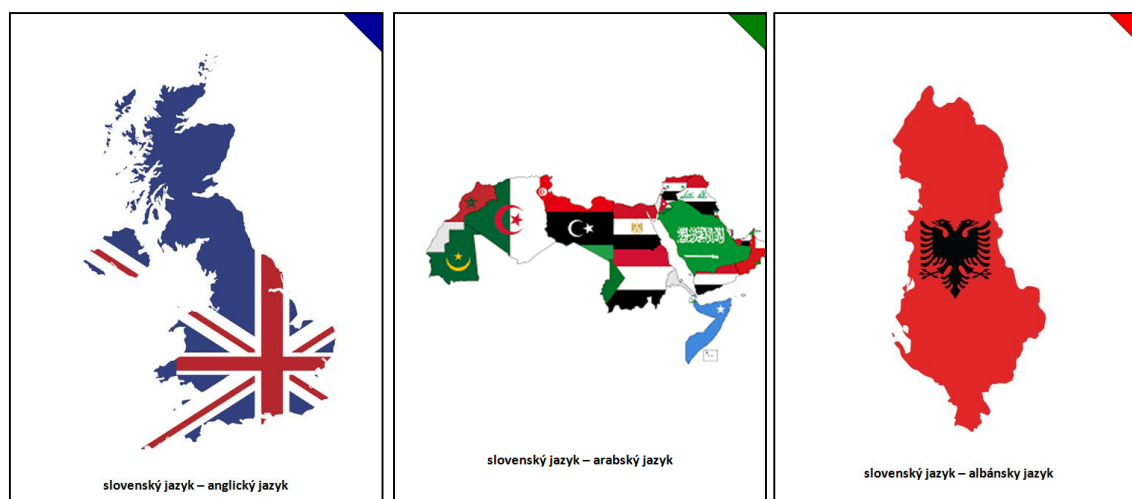 slovenský jazyk – anglický jazyk
slovenský jazyk – arabský jazyk
slovenský jazyk – albánsky jazyk